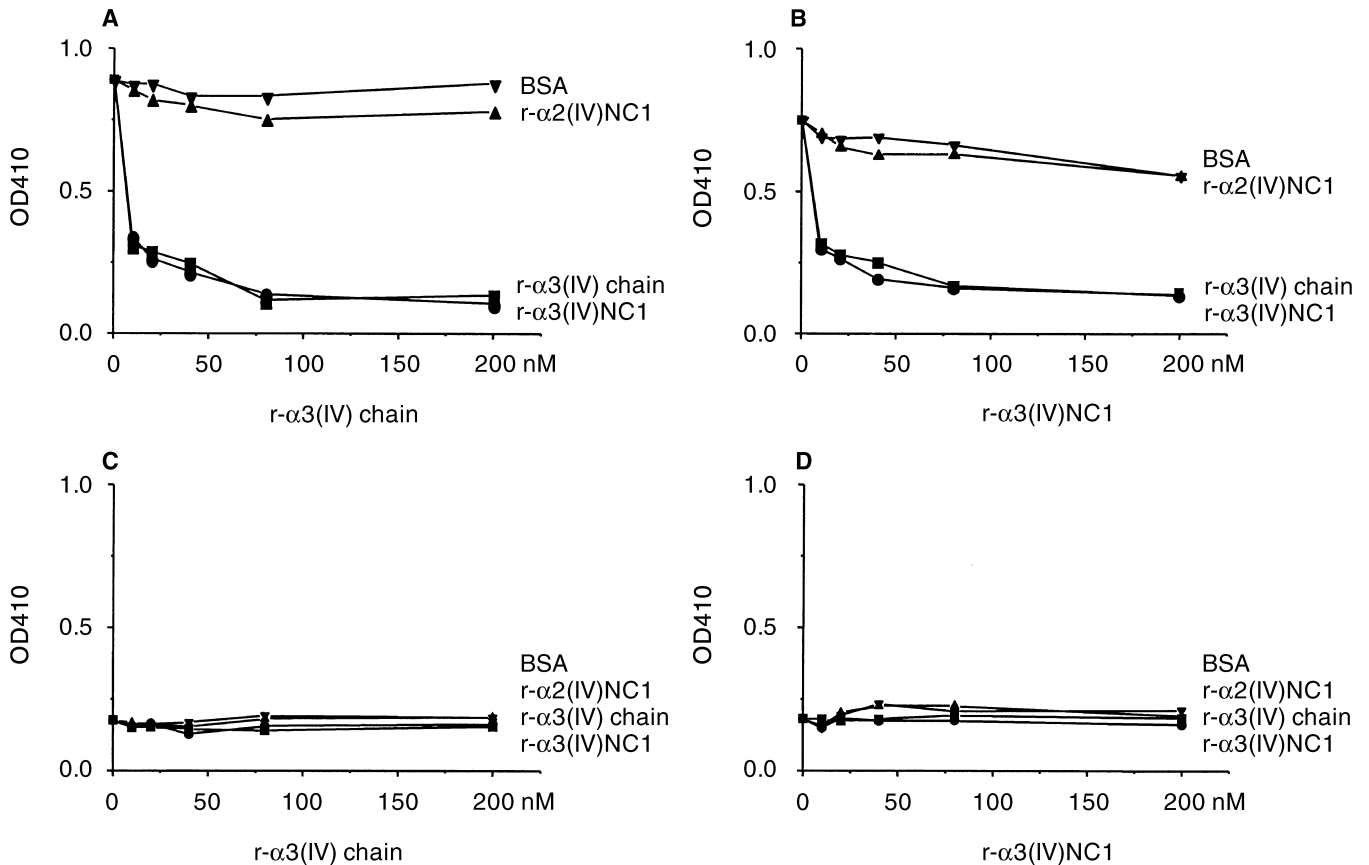 A
1.0
BSA
r-α2(IV)NC1
OD410
0.5
r-α3(IV) chain
r-α3(IV)NC1
0.0
0 50 100 150 200 nM
r-α3(IV) chain
B
1.0
BSA
r-α2(IV)NC1
OD410
0.5
r-α3(IV) chain
r-α3(IV)NC1
0.0
0 50 100 150 200 nM
r-α3(IV)NC1
C
1.0
OD410
0.5
BSA
r-α2(IV)NC1
r-α3(IV) chain
r-α3(IV)NC1
0.0
0 50 100 150 200 nM
r-α3(IV) chain
D
1.0
OD410
0.5
BSA
r-α2(IV)NC1
r-α3(IV) chain
r-α3(IV)NC1
0.0
0 50 100 150 200 nM
r-α3(IV)NC1